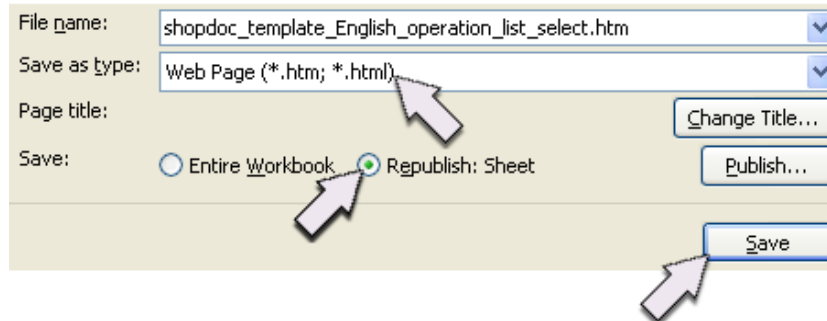 File name: shopdoc_template_English_operation_list_select.htm
Save as type: Web Page (*.htm; *.html)
Page title: Change Title...
Save: Entire Workbook Republish: Sheet Publish...
Save